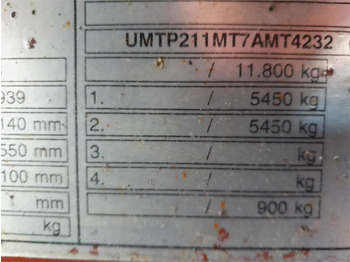 UMTP211MT7AMT4232
/ 11.800 kg
939 1. / 5450 kg
140 mm 2. / 5450 kg
550 mm 3. / kg
100 mm 4. / kg
mm / 900 kg
kg